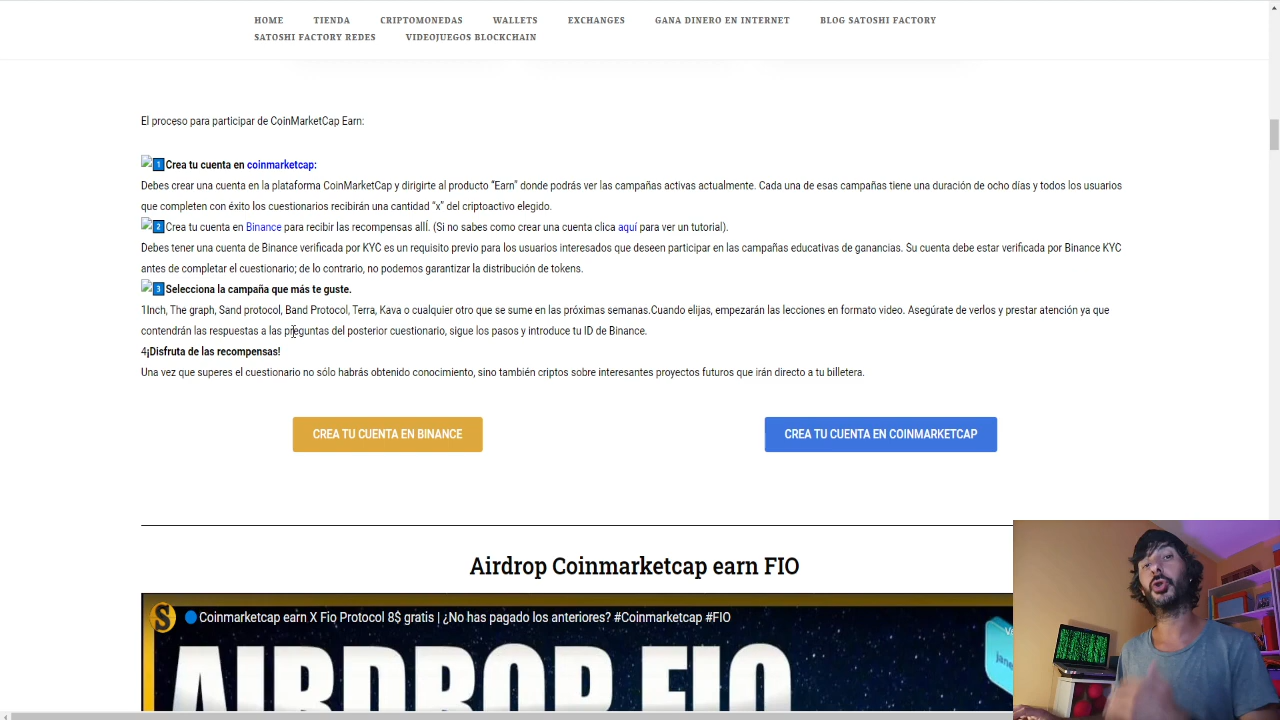 HOME TIENDA CRIPTOMONEDAS WALLETS EXCHANGES GANA DINERO EN INTERNET BLOG SATOSHI FACTORY
SATOSHI FACTORY REDES VIDEOJUEGOS BLOCKCHAIN
El proceso para participar de CoinMarketCap Earn:
1 Crea tu cuenta en coinmarketcap:
Debes crear una cuenta en la plataforma CoinMarketCap y dirigirte al producto “Earn” donde podrás ver las campañas activas actualmente. Cada una de esas campañas tiene una duración de ocho días y todos los usuarios
que completen con éxito los cuestionarios recibirán una cantidad “x” del criptoactivo elegido.
2 Crea tu cuenta en Binance para recibir las recompensas allÍ. (Si no sabes como crear una cuenta clica aquí para ver un tutorial).
Debes tener una cuenta de Binance verificada por KYC es un requisito previo para los usuarios interesados que deseen participar en las campañas educativas de ganancias. Su cuenta debe estar verificada por Binance KYC
antes de completar el cuestionario; de lo contrario, no podemos garantizar la distribución de tokens.
3 Selecciona la campaña que más te guste.
1Inch, The graph, Sand protocol, Band Protocol, Terra, Kava o cualquier otro que se sume en las próximas semanas.Cuando elijas, empezarán las lecciones en formato video. Asegúrate de verlos y prestar atención ya que
contendrán las respuestas a las preguntas del posterior cuestionario, sigue los pasos y introduce tu ID de Binance.
4¡Disfruta de las recompensas!
Una vez que superes el cuestionario no sólo habrás obtenido conocimiento, sino también criptos sobre interesantes proyectos futuros que irán directo a tu billetera.
CREA TU CUENTA EN BINANCE CREA TU CUENTA EN COINMARKETCAP
Airdrop Coinmarketcap earn FIO
S Coinmarketcap earn X Fio Protocol 8$ gratis | ¿No has pagado los anteriores? #Coinmarketcap #FIO
AIRDROP FIO